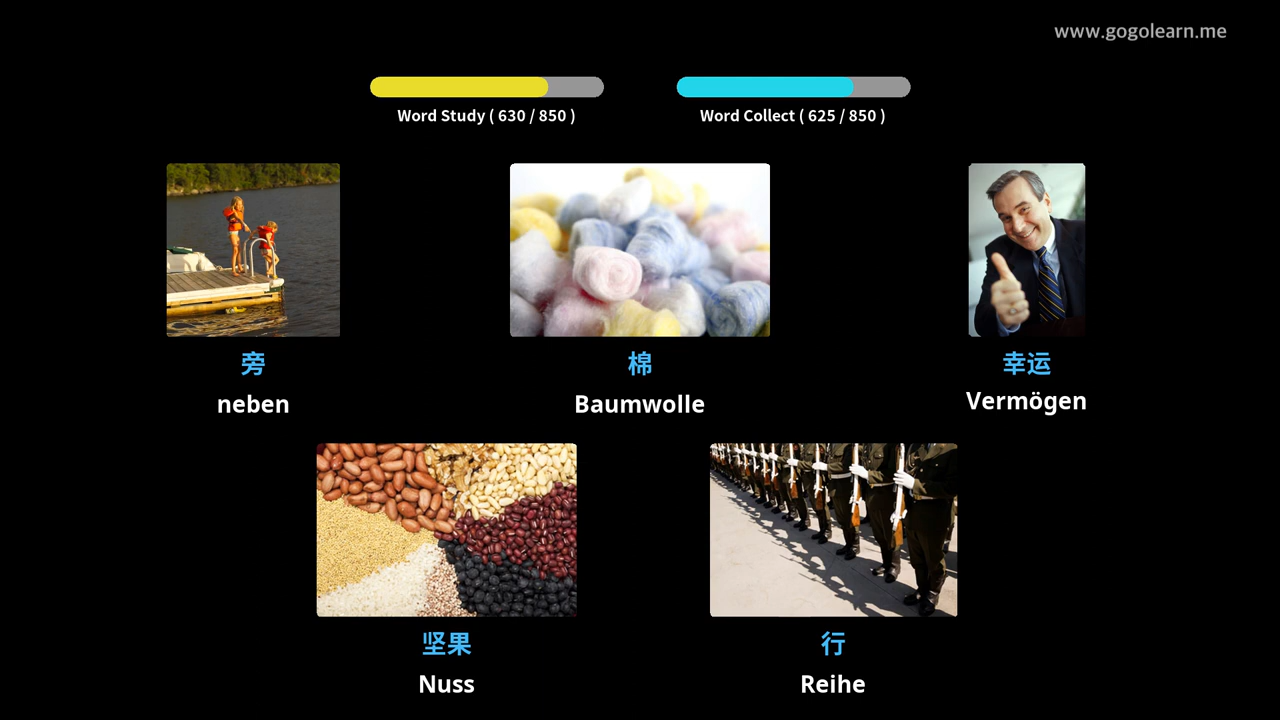 www.gogolearn.me
Word Study ( 630 / 850 )
Word Collect ( 625 / 850 )
旁
neben
棉
Baumwolle
幸运
Vermögen
坚果
Nuss
行
Reihe